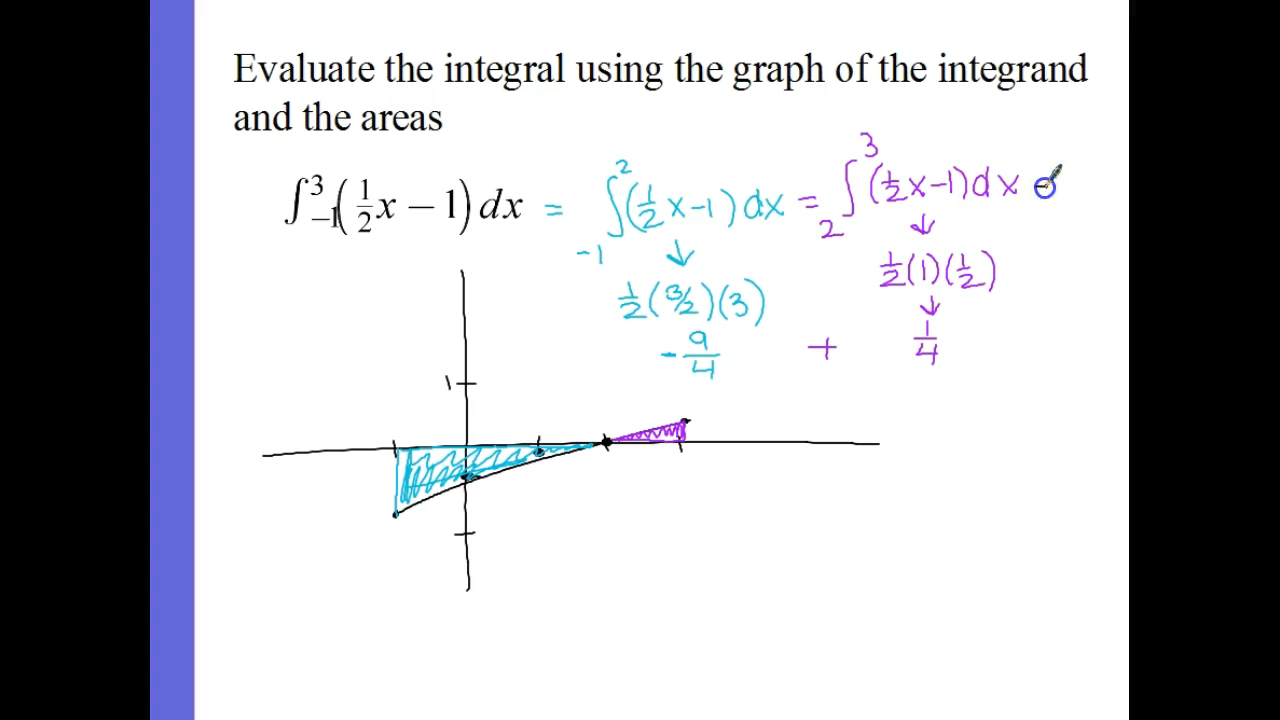 Evaluate the integral using the graph of the integrand
and the areas
∫₋₁³(½x − 1) dx = ∫₋₁²(½x−1) dx = ∫₂³(½x−1)dx =
↓ ↓
½(3/2)(3) ½(1)(½)
↓
-9/4 + 1/4
1